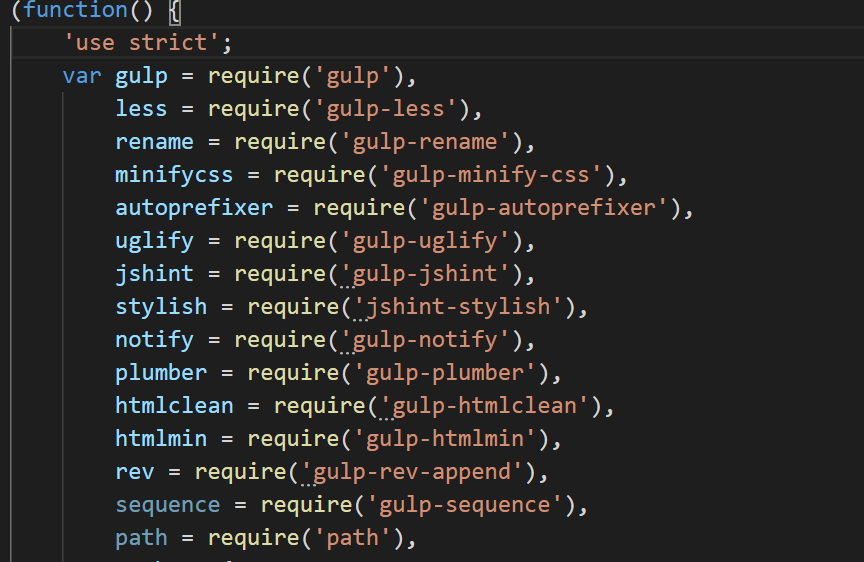 (function() {
'use strict';
var gulp = require('gulp'),
less = require('gulp-less'),
rename = require('gulp-rename'),
minifycss = require('gulp-minify-css'),
autoprefixer = require('gulp-autoprefixer'),
uglify = require('gulp-uglify'),
jshint = require('gulp-jshint'),
stylish = require('jshint-stylish'),
notify = require('gulp-notify'),
plumber = require('gulp-plumber'),
htmlclean = require('gulp-htmlclean'),
htmlmin = require('gulp-htmlmin'),
rev = require('gulp-rev-append'),
sequence = require('gulp-sequence'),
path = require('path'),